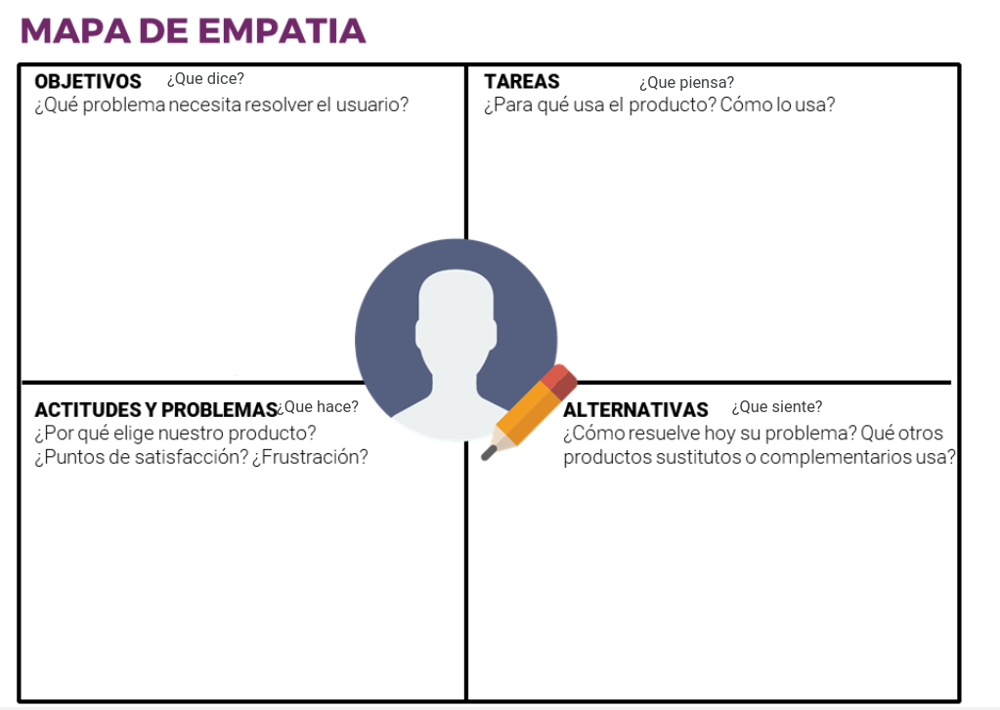 MAPA DE EMPATIA
OBJETIVOS ¿Que dice?
¿Qué problema necesita resolver el usuario?
TAREAS ¿Que piensa?
¿Para qué usa el producto? Cómo lo usa?
ACTITUDES Y PROBLEMAS ¿Que hace?
¿Por qué elige nuestro producto?
¿Puntos de satisfacción? ¿Frustración?
ALTERNATIVAS ¿Que siente?
¿Cómo resuelve hoy su problema? Qué otros
productos sustitutos o complementarios usa?